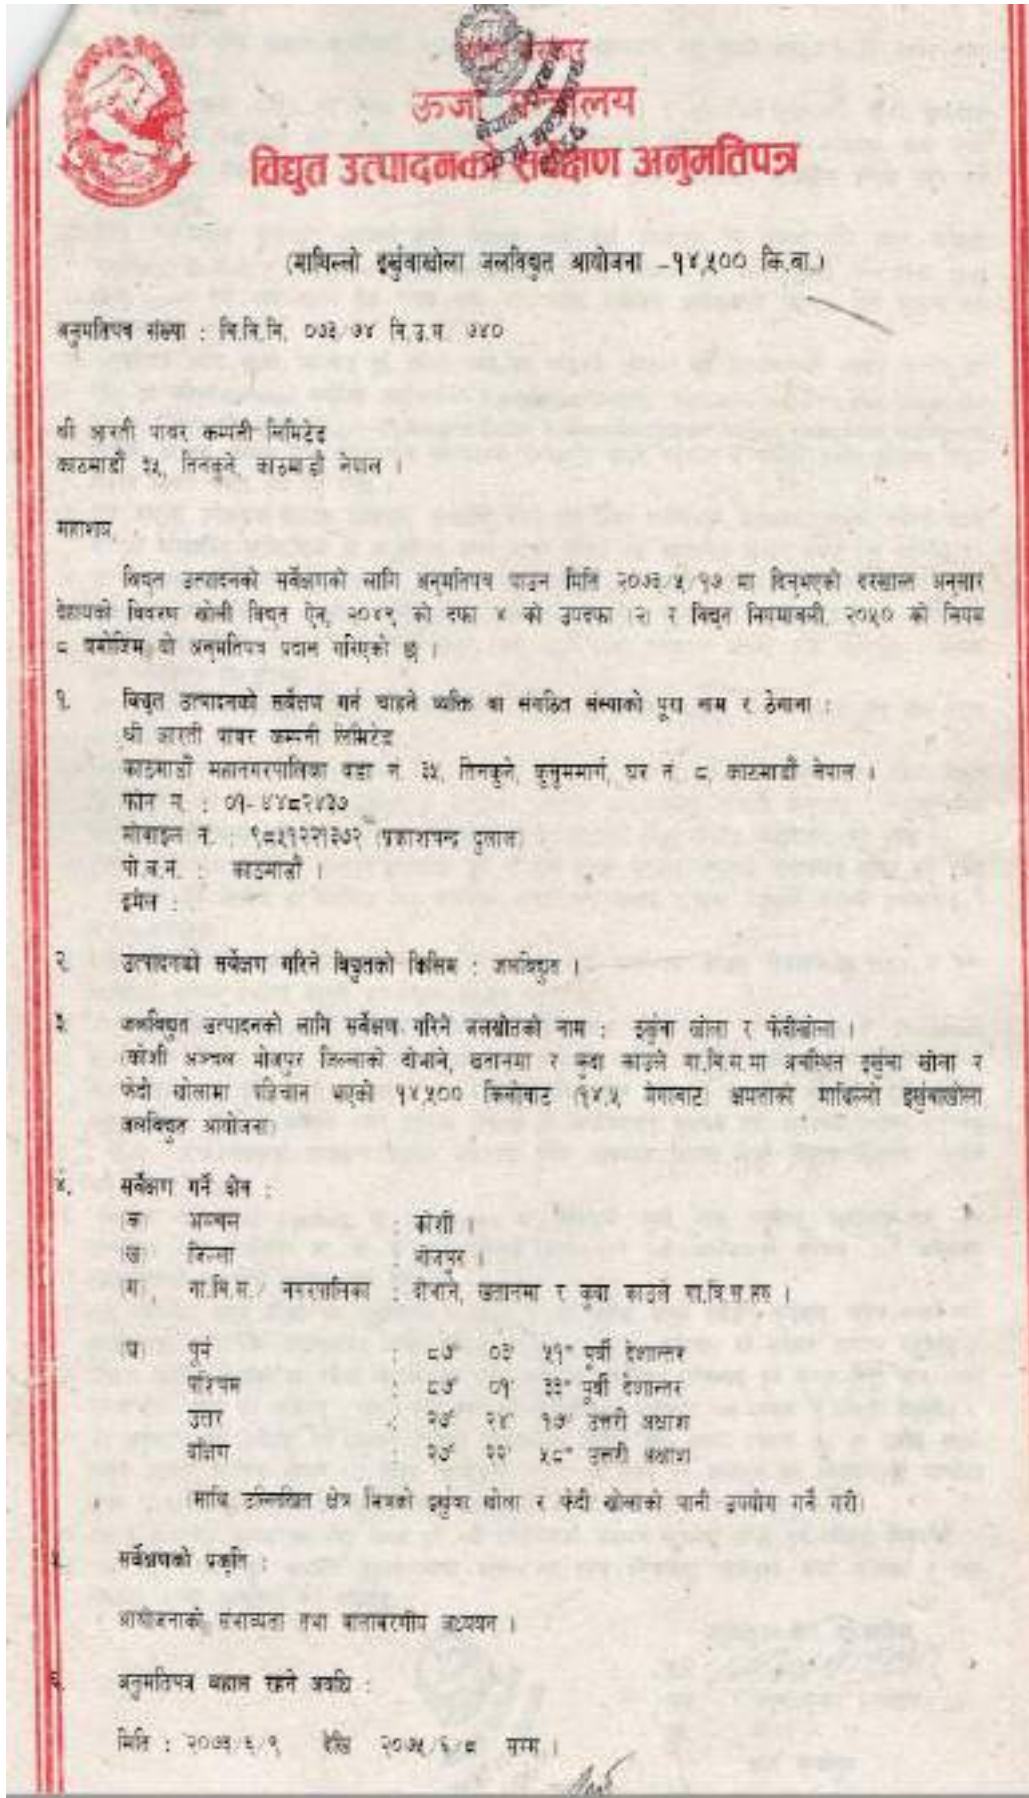 नेपाल सरकार
ऊर्जा मन्त्रालय
विद्युत उत्पादनको सर्वेक्षण अनुमतिपत्र
(माथिल्लो इखुंवाखोला जलविद्युत आयोजना -१४,५०० कि.वा.)
अनुमतिपत्र संख्या : वि.वि.वि. ०७३/७४ वि.उ.स. ७४०
श्री आरती पावर कम्पनी लिमिटेड
काठमाडौं ३५, तिनकुने, काठमाडौं नेपाल ।
महाशय,
विद्युत उत्पादनको सर्वेक्षणको लागि अनुमतिपत्र पाउन मिति २०७३/५/१७ मा दिनुभएको दरखास्त अनुसार
देहायको विवरण खोली विद्युत ऐन, २०४९ को दफा ४ को उपदफा (२) र विद्युत नियमावली, २०५० को नियम
८ बमोजिम यो अनुमतिपत्र प्रदान गरिएको छ ।
१. विद्युत उत्पादनको सर्वेक्षण गर्न चाहने व्यक्ति वा संगठित संस्थाको पूरा नाम र ठेगाना :
श्री आरती पावर कम्पनी लिमिटेड
काठमाडौं महानगरपालिका वडा नं. ३५, तिनकुने, कुसुममार्ग, घर नं. ८, काठमाडौं नेपाल ।
फोन नं. : ०१-४४८२४३७
मोबाइल नं. : ९८५१२२१३७२ (प्रकाशचन्द्र दुलाल)
पो.ब.नं. : काठमाडौं ।
इमेल :
२. उत्पादनको सर्वेक्षण गरिने विद्युतको किसिम : जलविद्युत ।
३. जलविद्युत उत्पादनको लागि सर्वेक्षण गरिने जलस्रोतको नाम : इखुंवा खोला र फेदीखोला ।
(कोशी अञ्चल भोजपुर जिल्लाको दोभाने, खतानमा र कुदा काउले गा.वि.स.मा अवस्थित इखुंवा खोला र
फेदी खोलामा पहिचान भएको १४,५०० किलोवाट (१४.५ मेगावाट) क्षमताको माथिल्लो इखुंवाखोला
जलविद्युत आयोजना)
४. सर्वेक्षण गर्ने क्षेत्र :
(क) अञ्चल : कोशी ।
(ख) जिल्ला : भोजपुर ।
(ग) गा.वि.स./ नगरपालिका : दोभाने, खतानमा र कुदा काउले गा.वि.स.हरु ।
(घ) पूर्व : ८७° ०३' ५१" पूर्वी देशान्तर
पश्चिम : ८७° ०१' ३३" पूर्वी देशान्तर
उत्तर : २७° २४' १७" उत्तरी अक्षांश
दक्षिण : २७° २२' ५८" उत्तरी अक्षांश
(माथि उल्लिखित क्षेत्र भित्रको इखुंवा खोला र फेदी खोलाको पानी उपयोग गर्ने गरी)
५. सर्वेक्षणको प्रकृति :
आयोजनाको संभाव्यता तथा वातावरणीय अध्ययन ।
६. अनुमतिपत्र बहाल रहने अवधि :
मिति : २०७३/६/९ देखि २०७५/६/८ सम्म ।